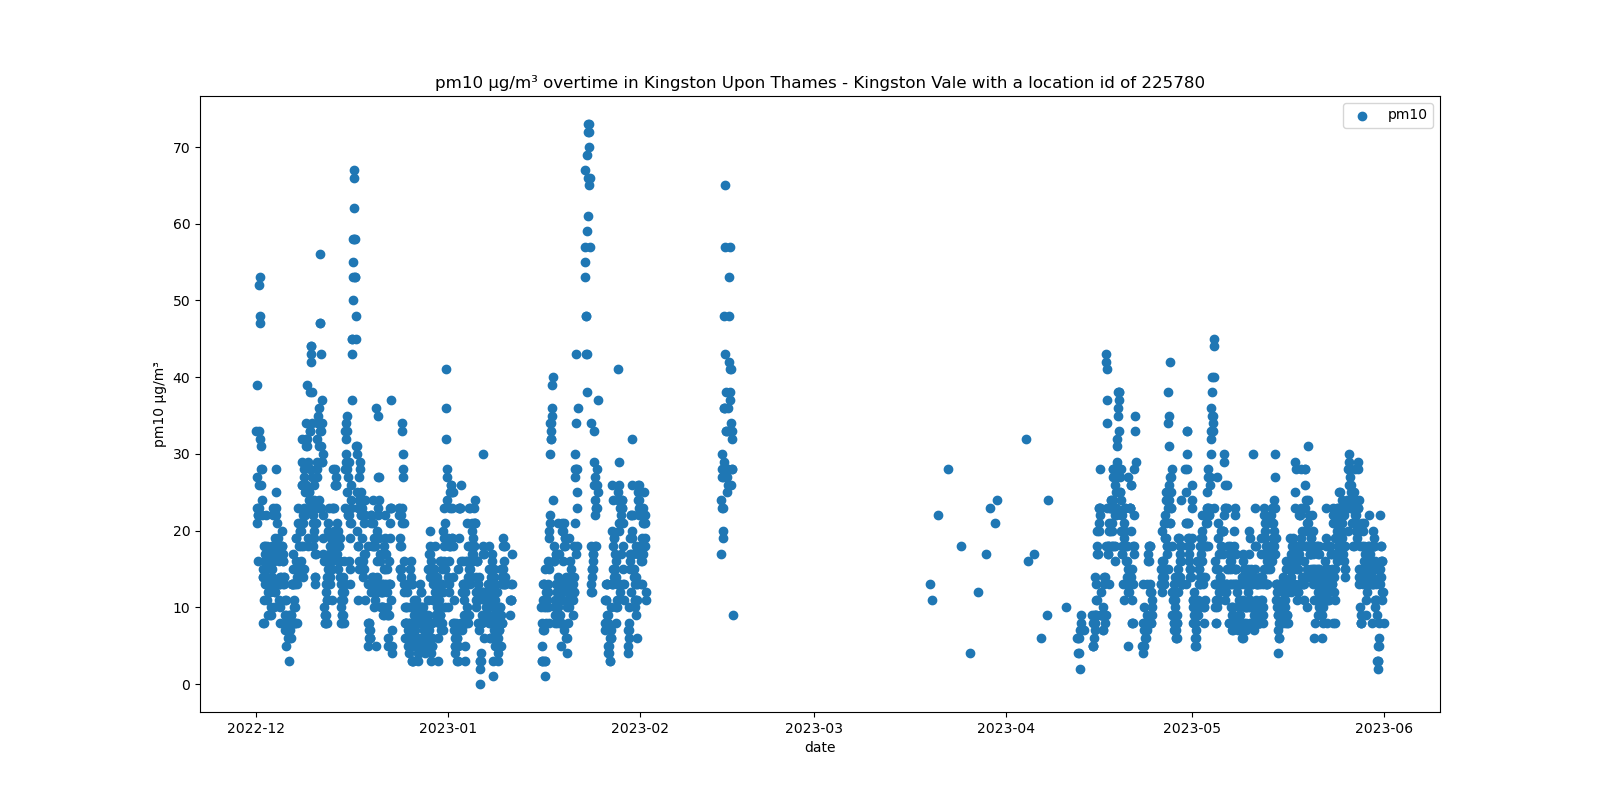 pm10 µg/m³ overtime in Kingston Upon Thames - Kingston Vale with a location id of 225780
pm10
70
60
50
40
30
20
10
0
pm10 µg/m³
2022-12 2023-01 2023-02 2023-03 2023-04 2023-05 2023-06
date